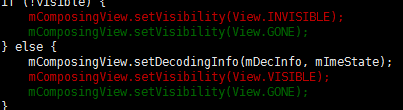 if (!visible) {
mComposingView.setVisibility(View.INVISIBLE);
mComposingView.setVisibility(View.GONE);
} else {
mComposingView.setDecodingInfo(mDecInfo, mImeState);
mComposingView.setVisibility(View.VISIBLE);
mComposingView.setVisibility(View.GONE);
}